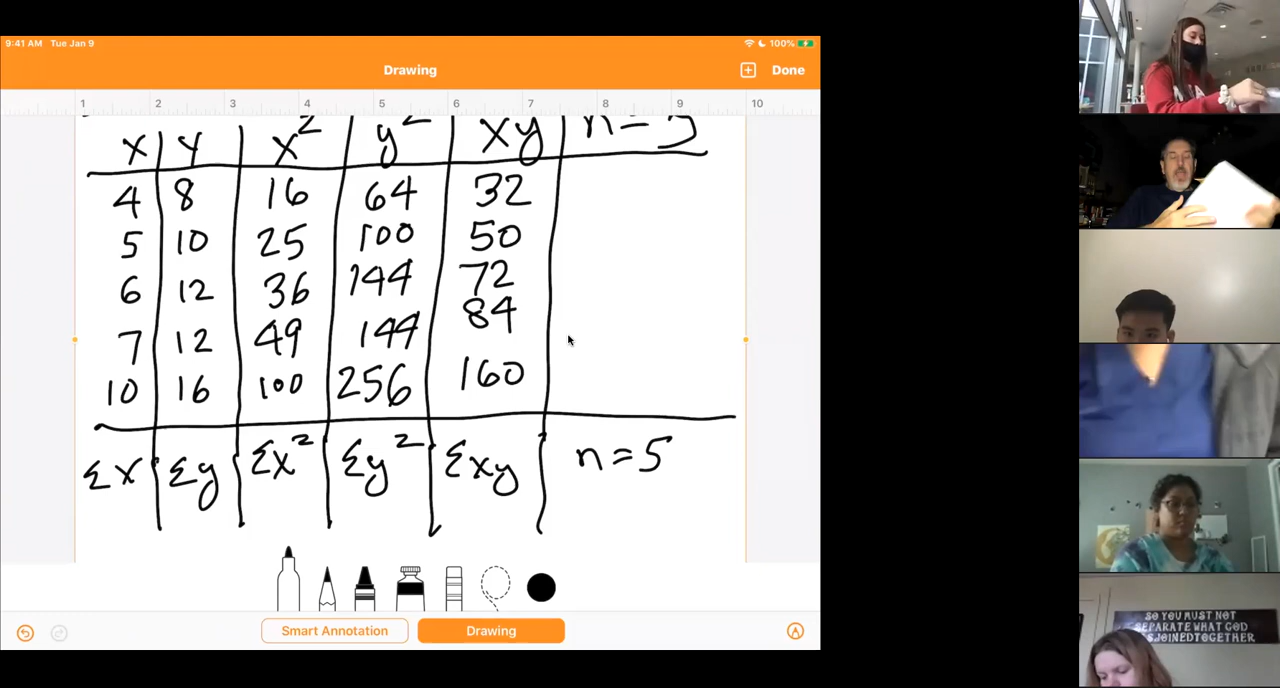 9:41 AM Tue Jan 9
100%
Drawing
Done
1 2 3 4 5 6 7 8 9 10
x y x² y² xy n = 5
4 8 16 64 32
5 10 25 100 50
6 12 36 144 72
7 12 49 144 84
10 16 100 256 160
Σx Σy Σx² Σy² Σxy n = 5
Smart Annotation
Drawing
SO YOU MUST NOT
SEPARATE WHAT GOD
S JOINED TOGETHER